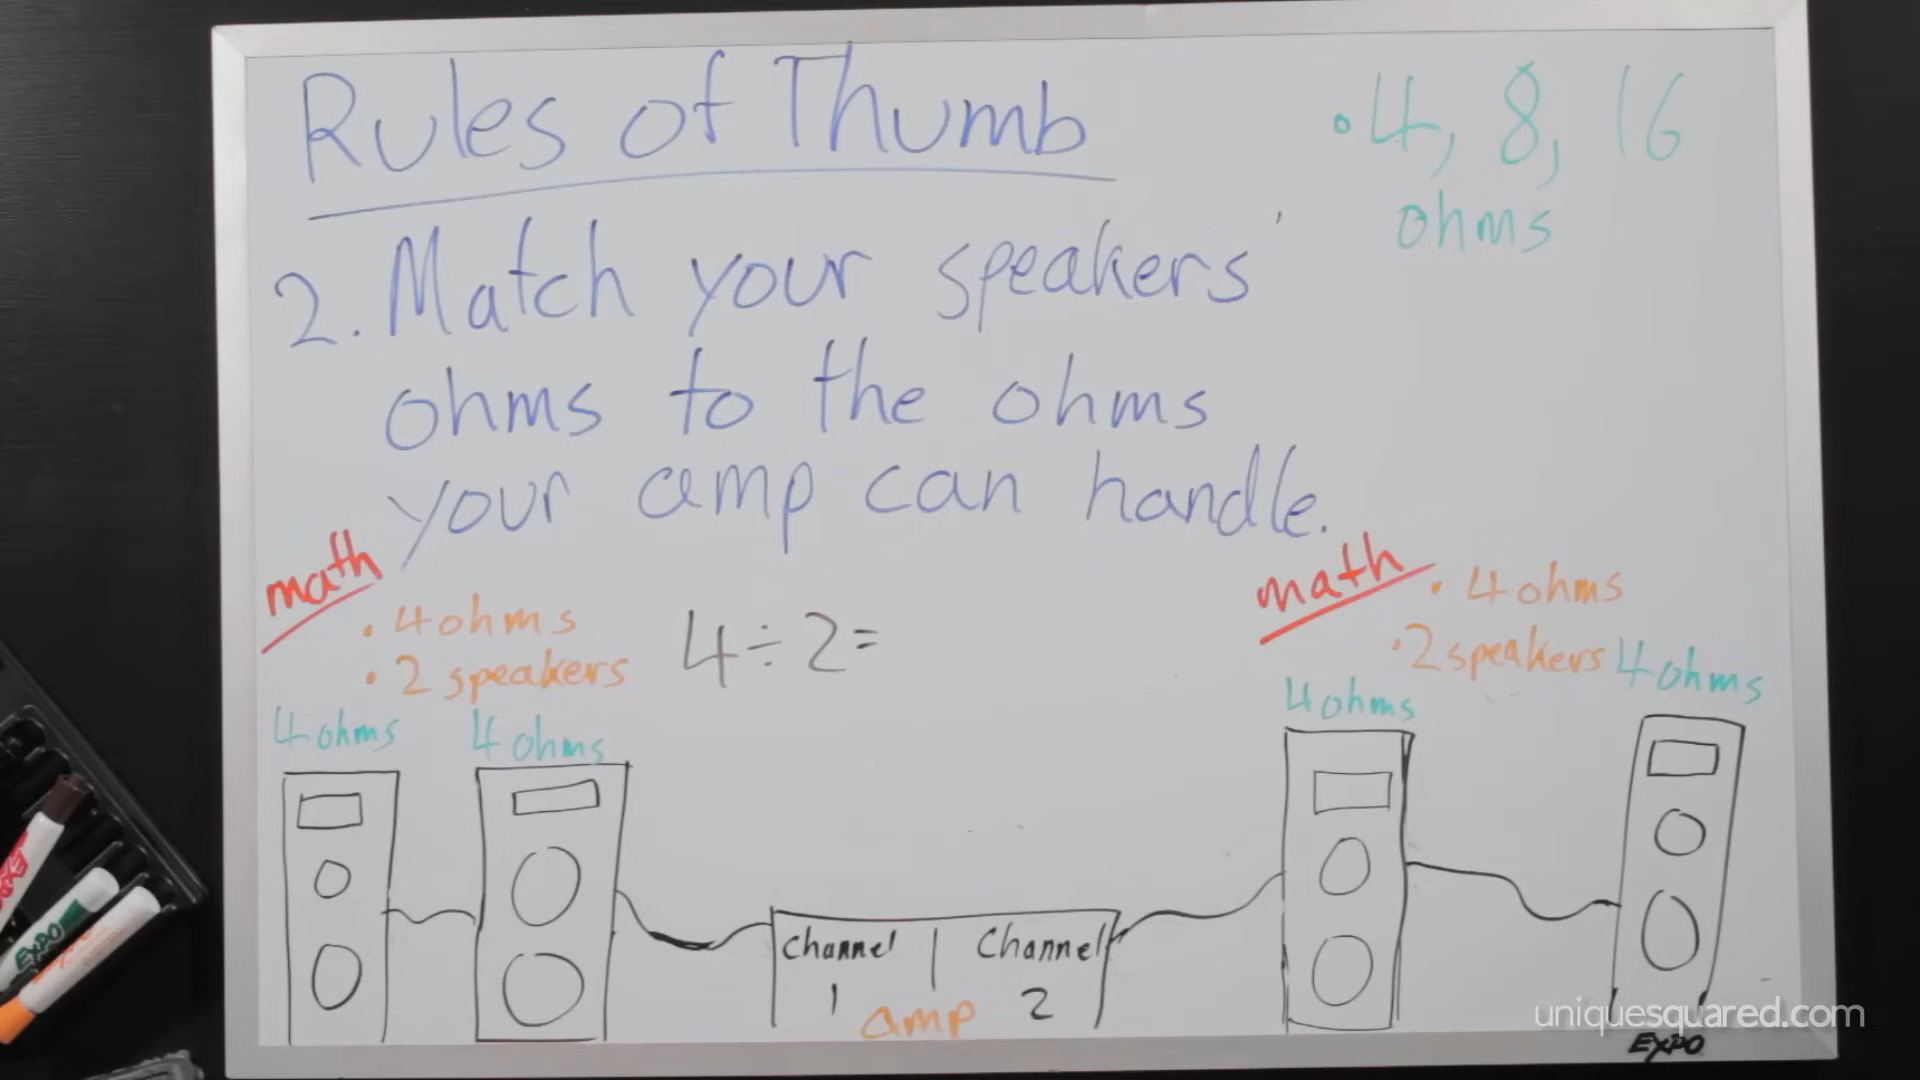 Rules of Thumb
• 4, 8, 16
ohms
2. Match your speakers'
ohms to the ohms
your amp can handle.
math
• 4 ohms
• 2 speakers
4 ÷ 2 =
math
• 4 ohms
• 2 speakers
4 ohms
4 ohms
4 ohms
4 ohms
Channel 1
Channel 2
amp
EXPO
uniquesquared.com
EXPO